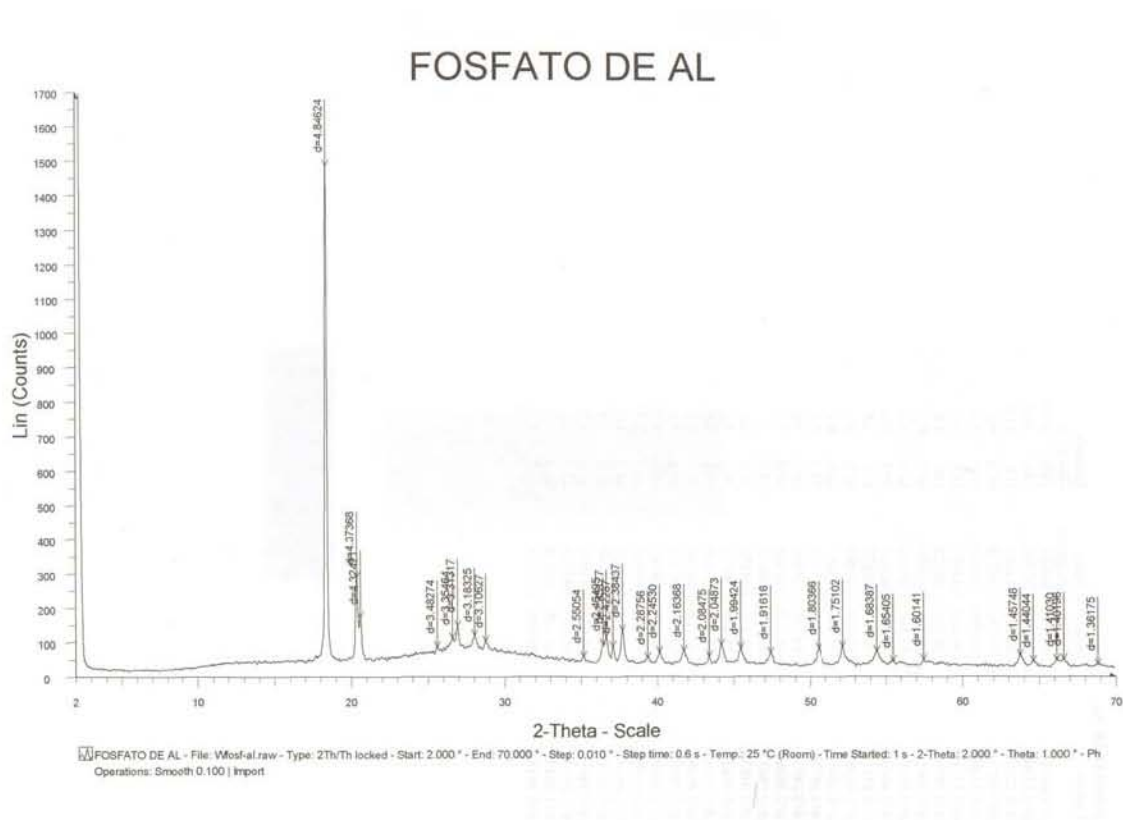 FOSFATO DE AL
Lin (Counts)
1700
1600
1500
1400
1300
1200
1100
1000
900
800
700
600
500
400
300
200
100
0
d=4.84624
d=4.37368
d=3.48274
d=3.18325
d=3.10627
d=2.55054
d=2.38437
d=2.28756
d=2.24530
d=2.16368
d=2.08475
d=2.04873
d=1.99424
d=1.91616
d=1.80366
d=1.75102
d=1.68387
d=1.65405
d=1.60141
d=1.45748
d=1.44044
d=1.41030
d=1.36175
2 10 20 30 40 50 60 70
2-Theta - Scale
FOSFATO DE AL - File: Wfosf-al.raw - Type: 2Th/Th locked - Start: 2.000 ° - End: 70.000 ° - Step: 0.010 ° - Step time: 0.6 s - Temp.: 25 °C (Room) - Time Started: 1 s - 2-Theta: 2.000 ° - Theta: 1.000 ° - Ph
Operations: Smooth 0.100 | Import